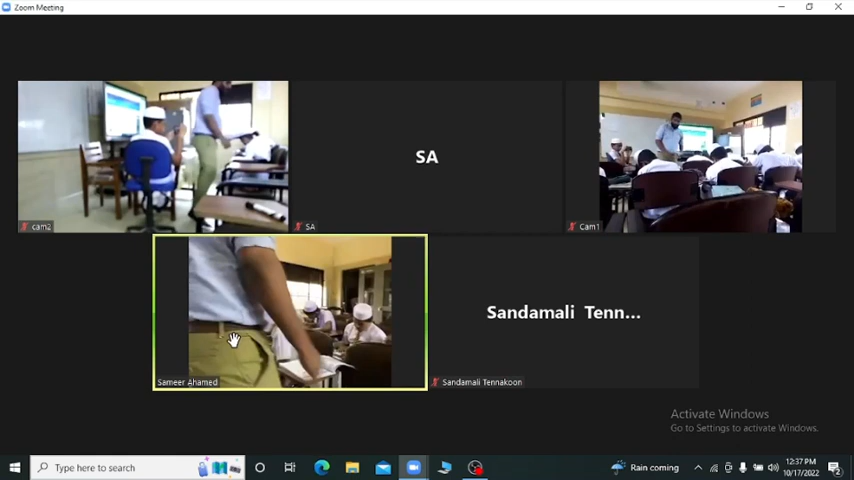 Zoom Meeting
cam2
SA
SA
Cam1
Sameer Ahamed
Sandamali Tenn...
Sandamali Tennakoon
Activate Windows
Go to Settings to activate Windows.
Type here to search
Rain coming
12:37 PM
10/17/2022
2